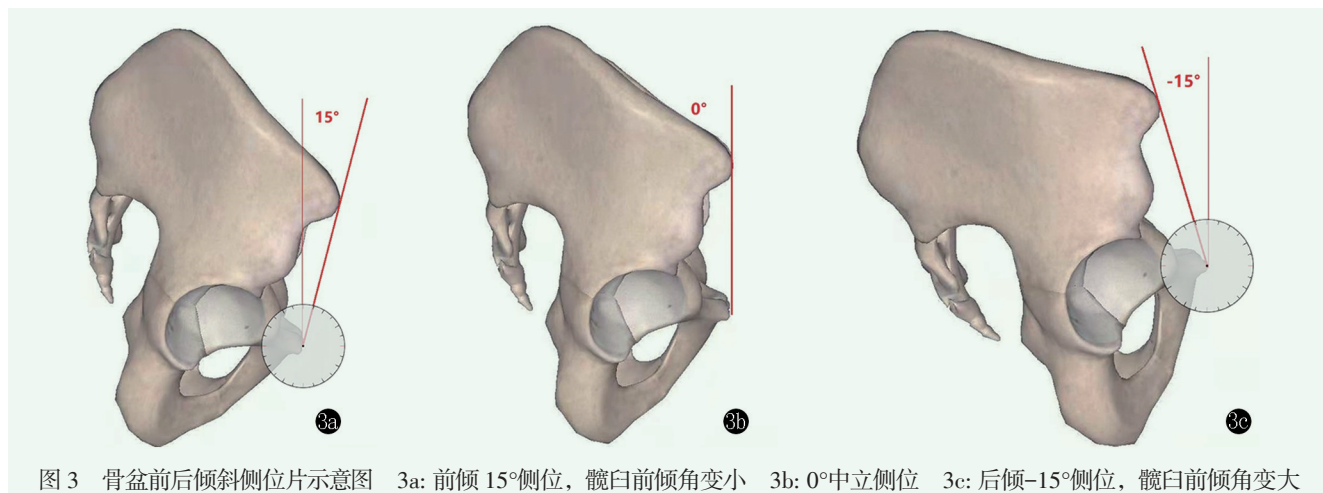 15°
0°
-15°
3a
3b
3c
图 3 骨盆前后倾斜侧位片示意图 3a: 前倾 15°侧位，髋臼前倾角变小 3b: 0°中立侧位 3c: 后倾-15°侧位，髋臼前倾角变大